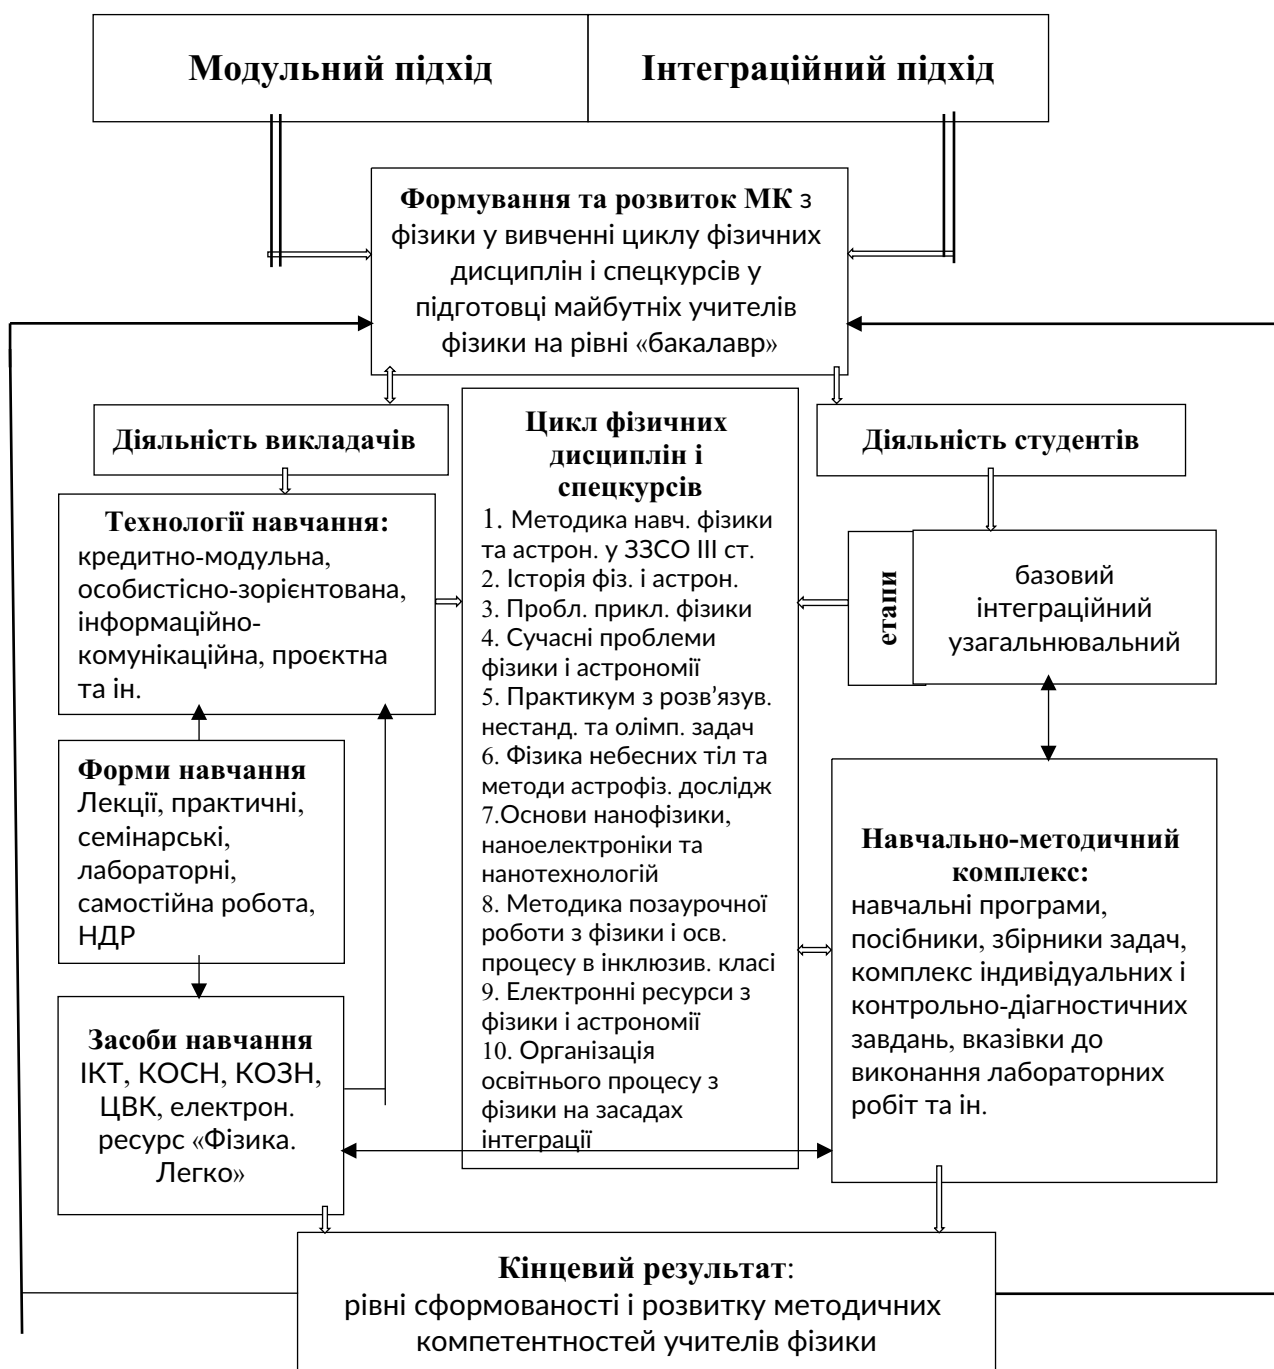 Модульний підхід
Інтеграційний підхід
Формування та розвиток МК з
фізики у вивченні циклу фізичних
дисциплін і спецкурсів у
підготовці майбутніх учителів
фізики на рівні «бакалавр»
Діяльність викладачів
Технології навчання:
кредитно-модульна,
особистісно-зорієнтована,
інформаційно-
комунікаційна, проєктна
та ін.
Форми навчання
Лекції, практичні,
семінарські,
лабораторні,
самостійна робота,
НДР
Засоби навчання
ІКТ, КОСН, КОЗН,
ЦВК, електрон.
ресурс «Фізика.
Легко»
Цикл фізичних
дисциплін і
спецкурсів
1. Методика навч. фізики
та астрон. у ЗЗСО ІІІ ст.
2. Історія фіз. і астрон.
3. Пробл. прикл. фізики
4. Сучасні проблеми
фізики і астрономії
5. Практикум з розв’язув.
нестанд. та олімп. задач
6. Фізика небесних тіл та
методи астрофіз. дослідж
7.Основи нанофізики,
наноелектроніки та
нанотехнологій
8. Методика позаурочної
роботи з фізики і осв.
процесу в інклюзив. класі
9. Електронні ресурси з
фізики і астрономії
10. Організація
освітнього процесу з
фізики на засадах
інтеграції
Діяльність студентів
етапи
базовий
інтеграційний
узагальнювальний
Навчально-методичний
комплекс:
навчальні програми,
посібники, збірники задач,
комплекс індивідуальних і
контрольно-діагностичних
завдань, вказівки до
виконання лабораторних
робіт та ін.
Кінцевий результат:
рівні сформованості і розвитку методичних
компетентностей учителів фізики